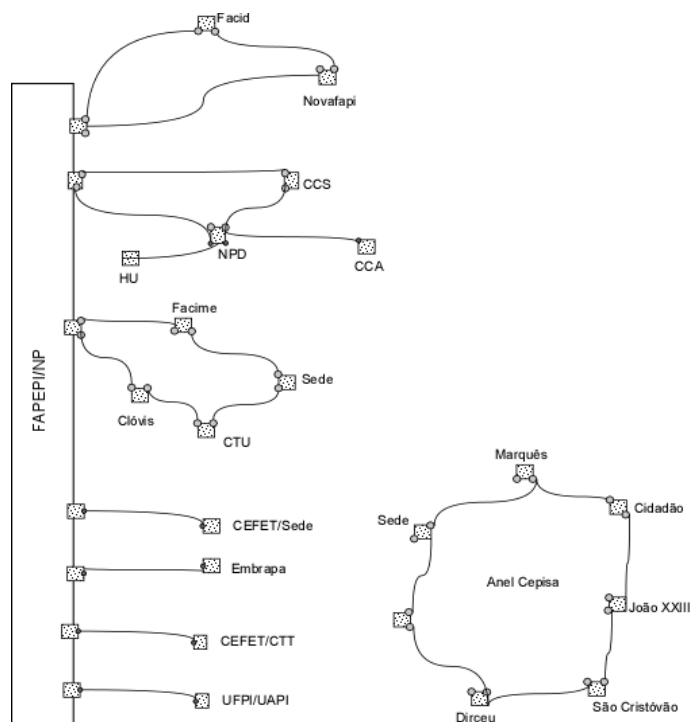 Facid
Novafapi
CCS
NPD
HU
CCA
FAPEPI/NP
Facime
Sede
Clóvis
CTU
Marquês
Cidadão
Sede
CEFET/Sede
Embrapa
Anel Cepisa
João XXIII
CEFET/CTT
UFPI/UAPI
São Cristóvão
Dirceu